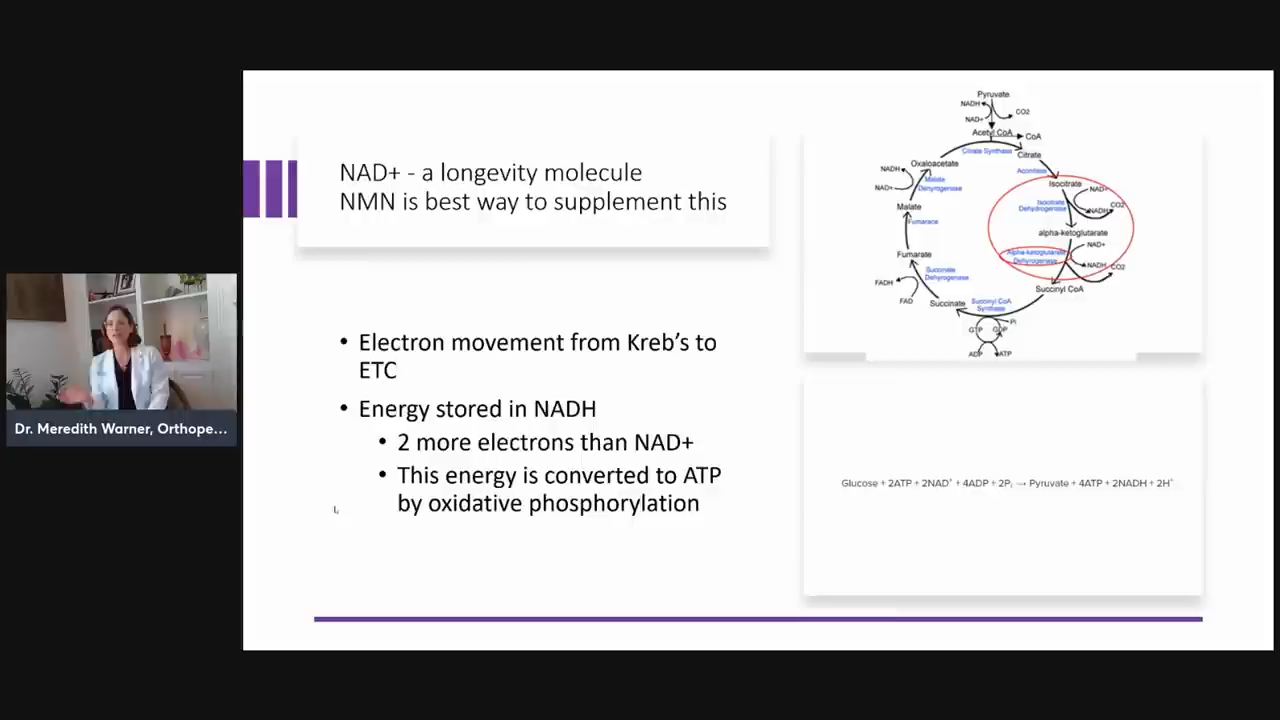 NAD+ - a longevity molecule
NMN is best way to supplement this
• Electron movement from Kreb's to
ETC
• Energy stored in NADH
• 2 more electrons than NAD+
• This energy is converted to ATP
by oxidative phosphorylation
Pyruvate
NADH
CO2
NAD+
Acetyl CoA
CoA
Citrate Synthase
Citrate
Oxaloacetate
Aconitase
NADH
Malate
Dehyrogenase
NAD+
Isocitrate
NAD+
Isocitrate
Dehydrogenase
CO2
NADH
Malate
Fumarace
alpha-ketoglutarate
NAD+
Alpha-ketoglutarate
Dehyrogenase
Fumarate
NADH
CO2
Succinate
Dehyrogenase
FADH
FAD
Succinyl CoA
Succinate
Succinyl CoA
Synthase
Pi
GTP
GDP
ADP
ATP
Glucose + 2ATP + 2NAD⁺ + 4ADP + 2Pᵢ → Pyruvate + 4ATP + 2NADH + 2H⁺
Dr. Meredith Warner, Orthope...